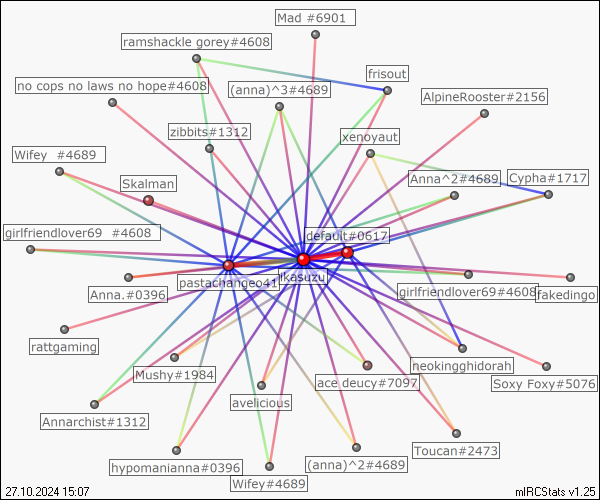 Mad #6901
ramshackle gorey#4608
frisout
no cops no laws no hope#4608
(anna)^3#4689
AlpineRooster#2156
zibbits#1312
xenoyaut
Wifey  #4689
Skalman
Anna^2#4689
Cypha#1717
girlfriendlover69  #4608
default#0617
pastachangeo41
ikasuzu
Anna.#0396
girlfriendlover69#4608
fakedingo
rattgaming
Mushy#1984
neokingghidorah
ace deucy#7097
Soxy Foxy#5076
avelicious
Annarchist#1312
Toucan#2473
hypomanianna#0396
(anna)^2#4689
Wifey#4689
27.10.2024 15:07
mIRCStats v1.25